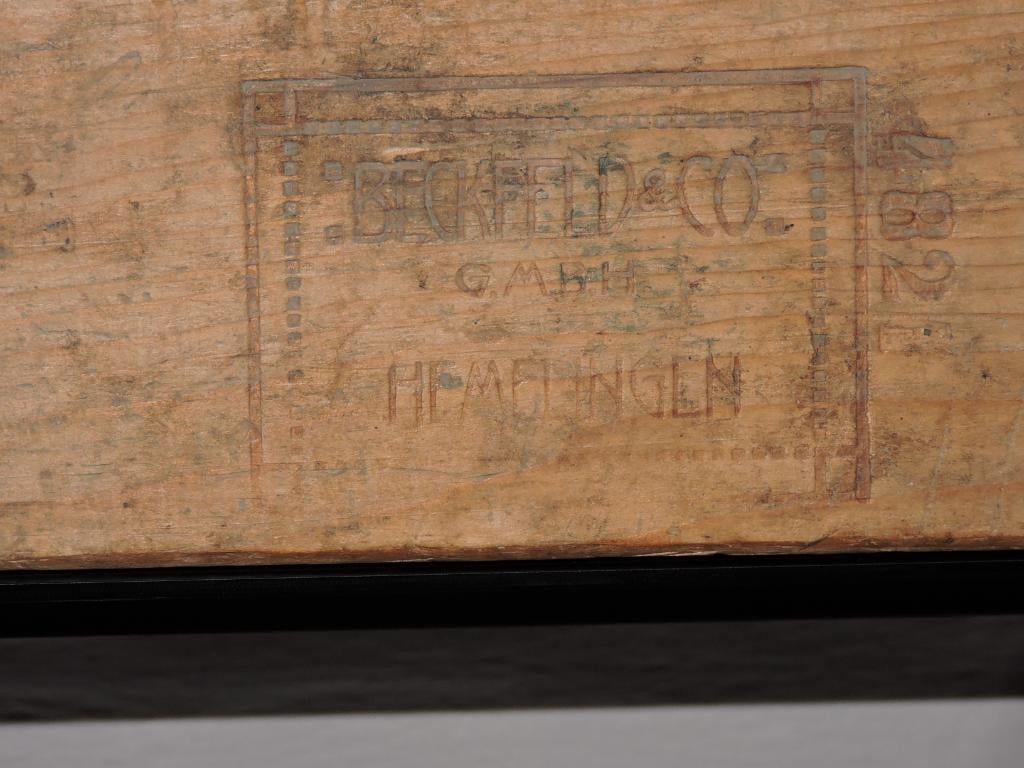 :BECKFELD & CO:
G.M.B.H
HEMELINGEN
482